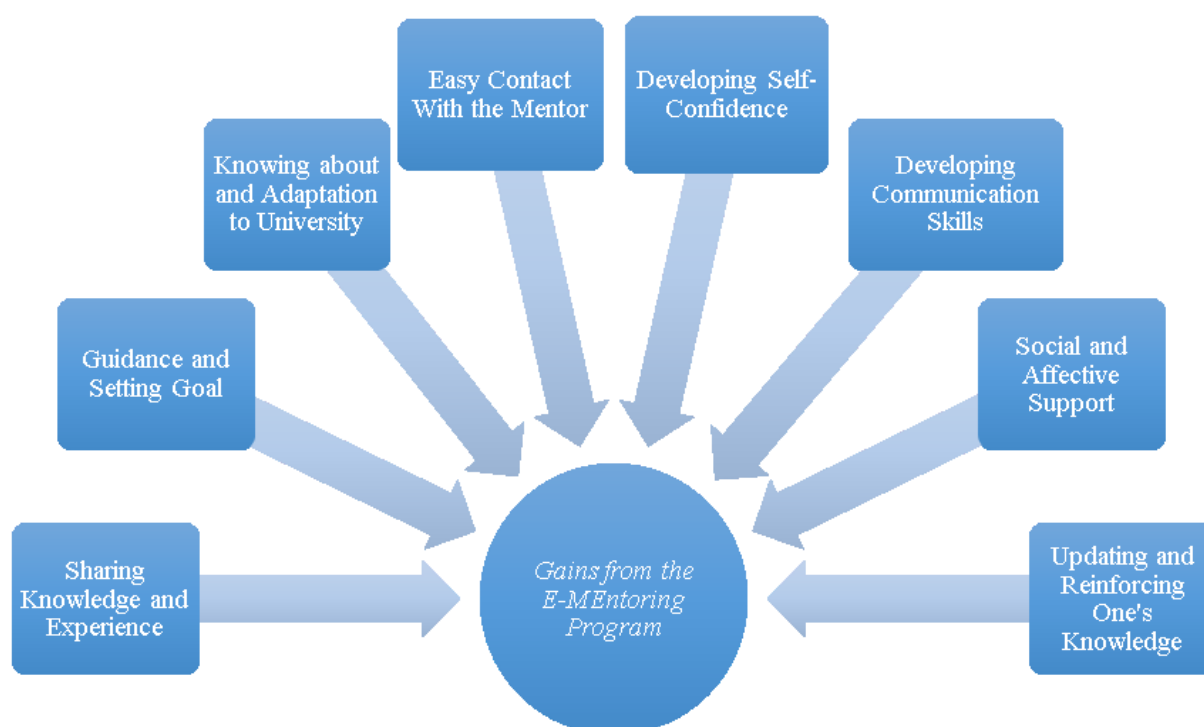 Easy Contact
With the Mentor
Developing Self-
Confidence
Knowing about
and Adaptation
to University
Developing
Communication
Skills
Guidance and
Setting Goal
Social and
Affective
Support
Sharing
Knowledge and
Experience
Gains from the
E-MEntoring
Program
Updating and
Reinforcing
One's
Knowledge